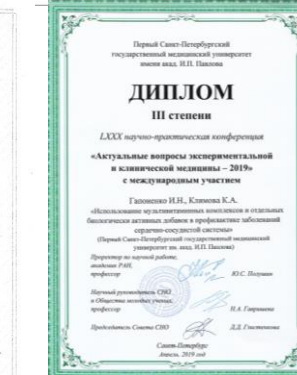 Первый Санкт-Петербургский
государственный медицинский университет
имени акад. И.П. Павлова
ДИПЛОМ
III степени
LXXX научно-практическая конференция
«Актуальные вопросы экспериментальной
и клинической медицины – 2019»
с международным участием
Гапоненко И.Н., Климова К.А.
«Использование мультивитаминных комплексов и отдельных
биологически активных добавок в профилактике заболеваний
сердечно-сосудистой системы»
(Первый Санкт-Петербургский государственный медицинский
университет им. акад. И.П. Павлова)
Проректор по научной работе,
академик РАН,
профессор Ю.С. Полушин
Научный руководитель СНО
и Общества молодых ученых,
профессор Н.А. Гавришева
Председатель Совета СНО Д.Д.
Санкт-Петербург
Апрель, 2019 год